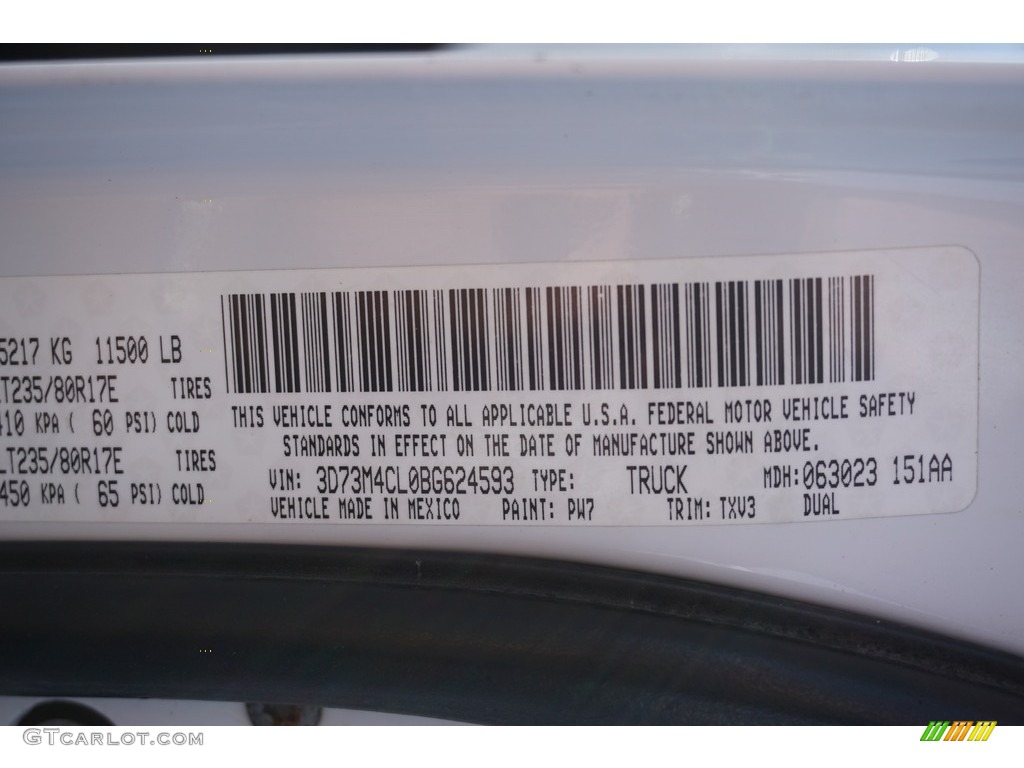 5217 KG 11500 LB
T235/80R17E TIRES
410 KPA ( 60 PSI) COLD
LT235/80R17E TIRES
450 KPA ( 65 PSI) COLD
THIS VEHICLE CONFORMS TO ALL APPLICABLE U.S.A. FEDERAL MOTOR VEHICLE SAFETY
STANDARDS IN EFFECT ON THE DATE OF MANUFACTURE SHOWN ABOVE.
VIN: 3D73M4CL0BG624593 TYPE: TRUCK MDH: 063023 151AA
VEHICLE MADE IN MEXICO PAINT: PW7 TRIM: TXV3 DUAL
GTCarlot.com